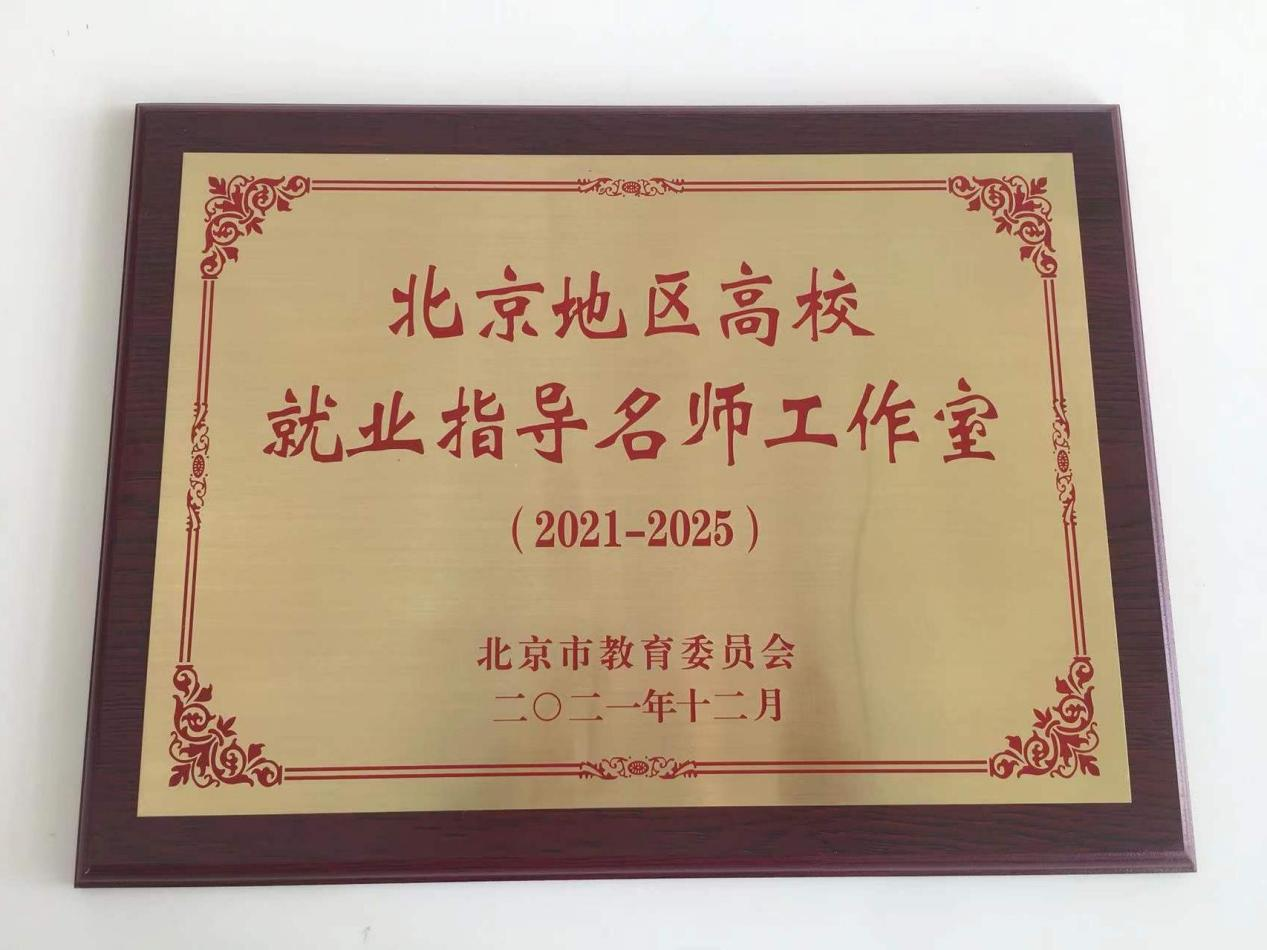 北京地区高校
就业指导名师工作室
（2021-2025）
北京市教育委员会
二〇二一年十二月